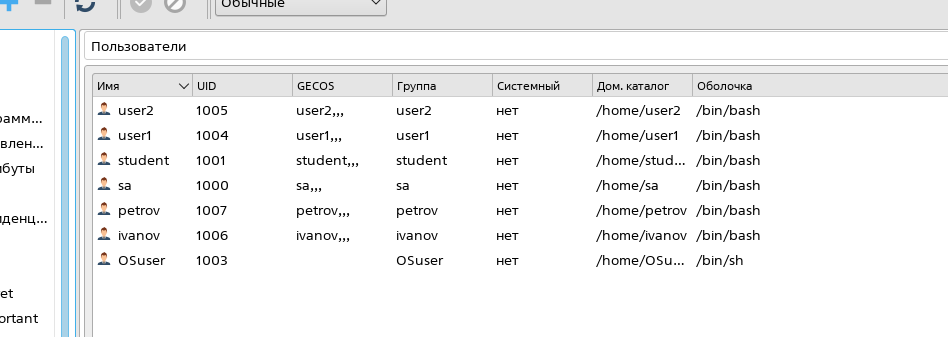 Обычные
Пользователи
Имя UID GECOS Группа Системный Дом. каталог Оболочка
user2 1005 user2,,, user2 нет /home/user2 /bin/bash
user1 1004 user1,,, user1 нет /home/user1 /bin/bash
student 1001 student,,, student нет /home/stud... /bin/bash
sa 1000 sa,,, sa нет /home/sa /bin/bash
petrov 1007 petrov,,, petrov нет /home/petrov /bin/bash
ivanov 1006 ivanov,,, ivanov нет /home/ivanov /bin/bash
OSuser 1003 OSuser нет /home/OSu... /bin/sh
рамм...
влен...
ибуты
иденц...
et
ortant